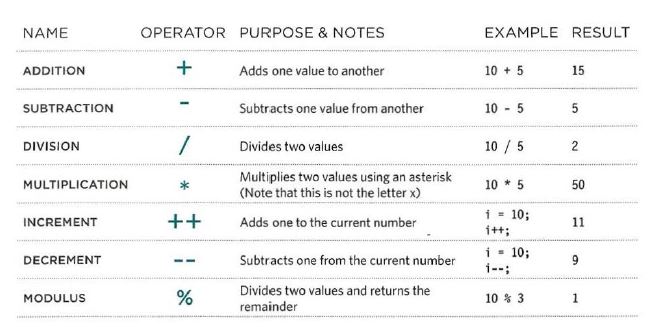 NAME OPERATOR PURPOSE & NOTES EXAMPLE RESULT
ADDITION + Adds one value to another 10 + 5 15
SUBTRACTION - Subtracts one value from another 10 - 5 5
DIVISION / Divides two values 10 / 5 2
MULTIPLICATION * Multiplies two values using an asterisk
(Note that this is not the letter x) 10 * 5 50
INCREMENT ++ Adds one to the current number i = 10;
i++; 11
DECREMENT -- Subtracts one from the current number i = 10;
i--; 9
MODULUS % Divides two values and returns the
remainder 10 % 3 1